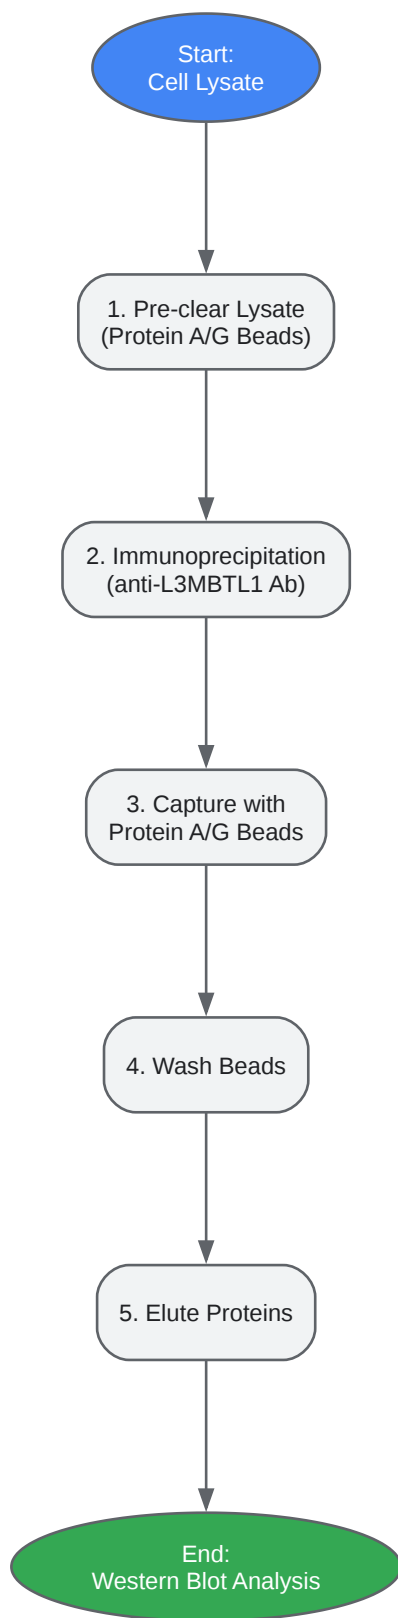 Start:
Cell Lysate
1. Pre-clear Lysate
(Protein A/G Beads)
2. Immunoprecipitation
(anti-L3MBTL1 Ab)
3. Capture with
Protein A/G Beads
4. Wash Beads
5. Elute Proteins
End:
Western Blot Analysis